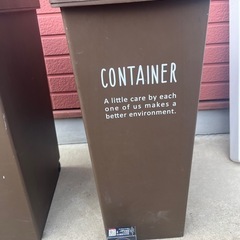 CONTAINER
A little care by each
one of us makes a
better environment.